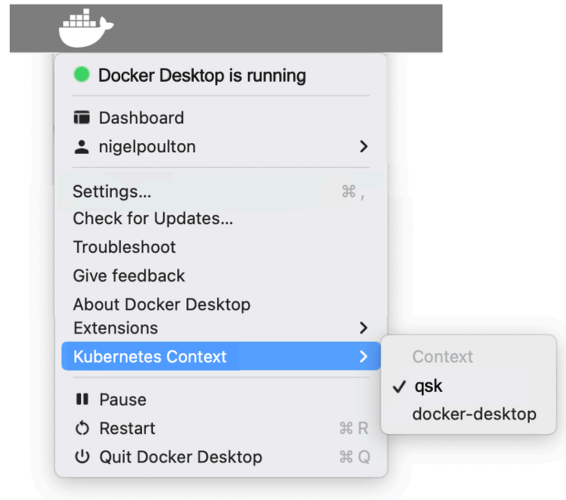 Docker Desktop is running
Dashboard
nigelpoulton
Settings... ⌘ ,
Check for Updates...
Troubleshoot
Give feedback
About Docker Desktop
Extensions
Kubernetes Context
Context
✓ qsk
docker-desktop
Pause
Restart ⌘ R
Quit Docker Desktop ⌘ Q